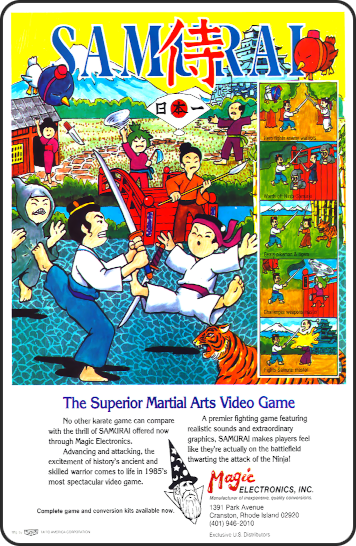 SAM侍RAI
日本一
The Superior Martial Arts Video Game
No other karate game can compare
with the thrill of SAMURAI offered now
through Magic Electronics.
Advancing and attacking, the
excitement of history's ancient and
skilled warrior comes to life in 1985's
most spectacular video game.
A premier fighting game featuring
realistic sounds and extraordinary
graphics, SAMURAI makes players feel
like they're actually on the battlefield
thwarting the attack of the Ninja!
Complete game and conversion kits available now.
Magic
ELECTRONICS, INC.
Manufacturer of inexpensive, quality conversions.
1391 Park Avenue
Cranston, Rhode Island 02920
(401) 946-2010
Exclusive U.S. Distributors